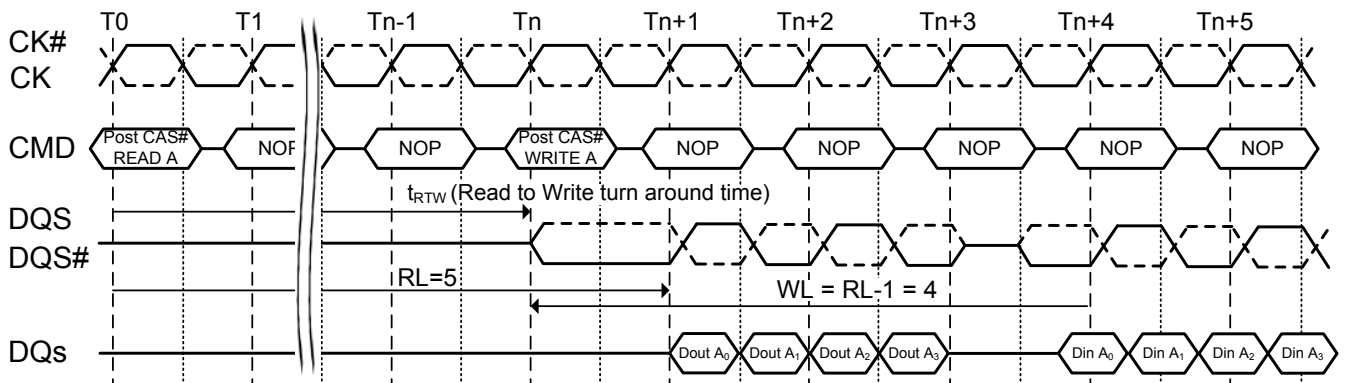 T0 T1 Tn-1 Tn Tn+1 Tn+2 Tn+3 Tn+4 Tn+5
CK#
CK
CMD Post CAS# READ A NOP NOP Post CAS# WRITE A NOP NOP NOP NOP NOP
tRTW (Read to Write turn around time)
DQS
DQS#
RL=5 WL = RL-1 = 4
DQs Dout A0 Dout A1 Dout A2 Dout A3 Din A0 Din A1 Din A2 Din A3